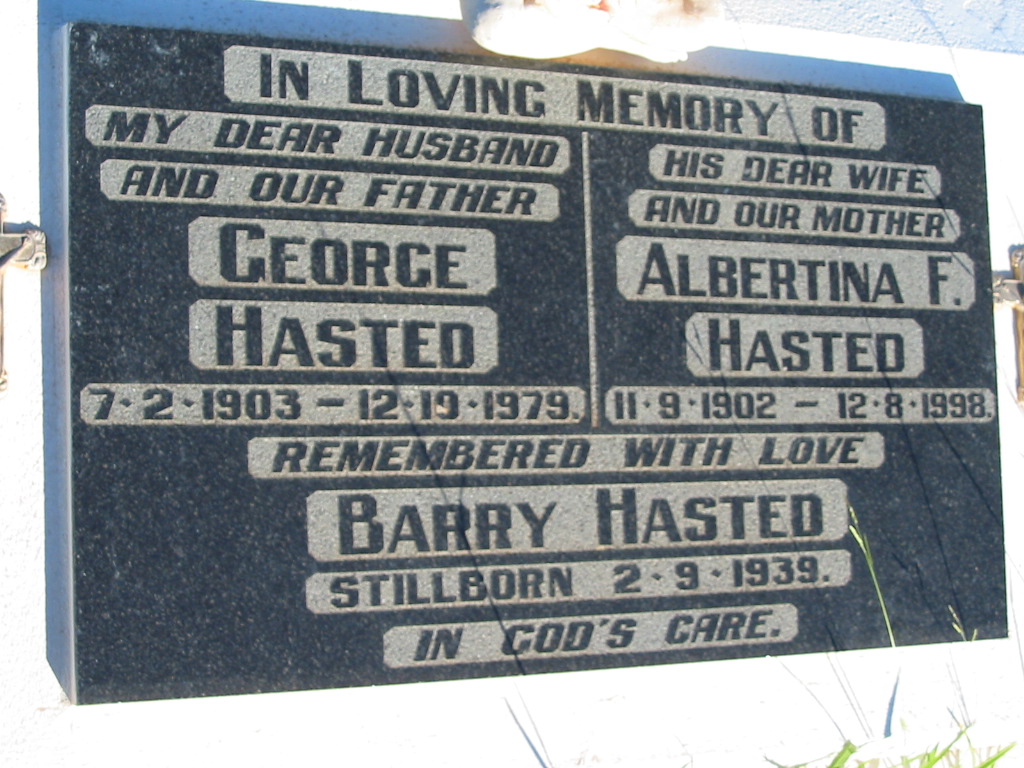 IN LOVING MEMORY OF
MY DEAR HUSBAND
AND OUR FATHER
GEORGE
HASTED
7·2·1903 – 12·10·1979.
HIS DEAR WIFE
AND OUR MOTHER
ALBERTINA F.
HASTED
11·9·1902 – 12·8·1998.
REMEMBERED WITH LOVE
BARRY HASTED
STILLBORN 2·9·1939.
IN GOD'S CARE.